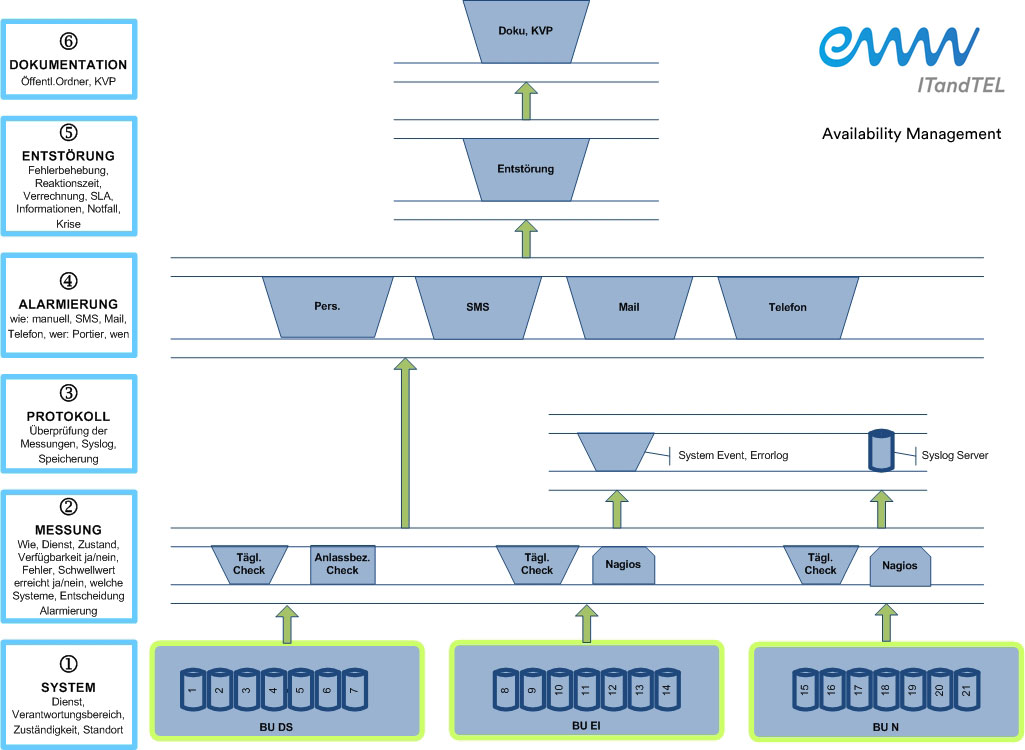 eww
ITandTEL
Availability Management
⑥
DOKUMENTATION
Öffentl.Ordner, KVP
Doku, KVP
⑤
ENTSTÖRUNG
Fehlerbehebung,
Reaktionszeit,
Verrechnung, SLA,
Informationen, Notfall,
Krise
Entstörung
④
ALARMIERUNG
wie: manuell, SMS, Mail,
Telefon, wer: Portier, wen
Pers.
SMS
Mail
Telefon
③
PROTOKOLL
Überprüfung der
Messungen, Syslog,
Speicherung
System Event, Errorlog
Syslog Server
②
MESSUNG
Wie, Dienst, Zustand,
Verfügbarkeit ja/nein,
Fehler, Schwellwert
erreicht ja/nein, welche
Systeme, Entscheidung
Alarmierung
Tägl.
Check
Anlassbez.
Check
Tägl.
Check
Nagios
Tägl.
Check
Nagios
①
SYSTEM
Dienst,
Verantwortungsbereich,
Zuständigkeit, Standort
1 2 3 4 5 6 7
BU DS
8 9 10 11 12 13 14
BU EI
15 16 17 18 19 20 21
BU N